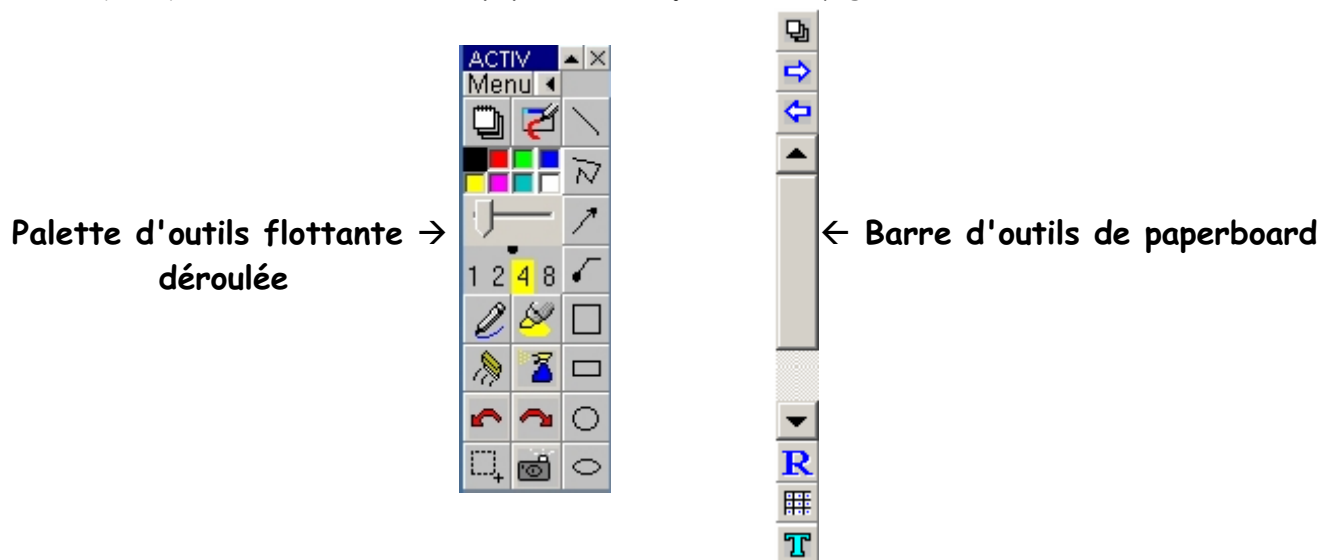 ACTIV
Menu
Palette d'outils flottante →
déroulée
1 2 4 8
← Barre d'outils de paperboard
R
T